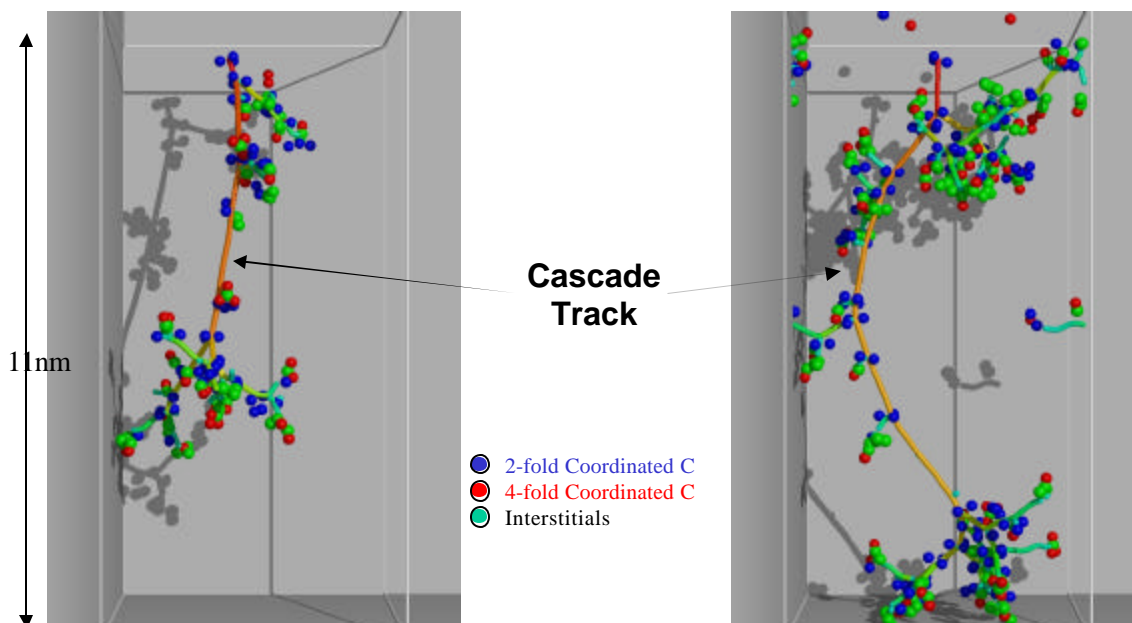 Cascade
Track
11nm
2-fold Coordinated C
4-fold Coordinated C
Interstitials